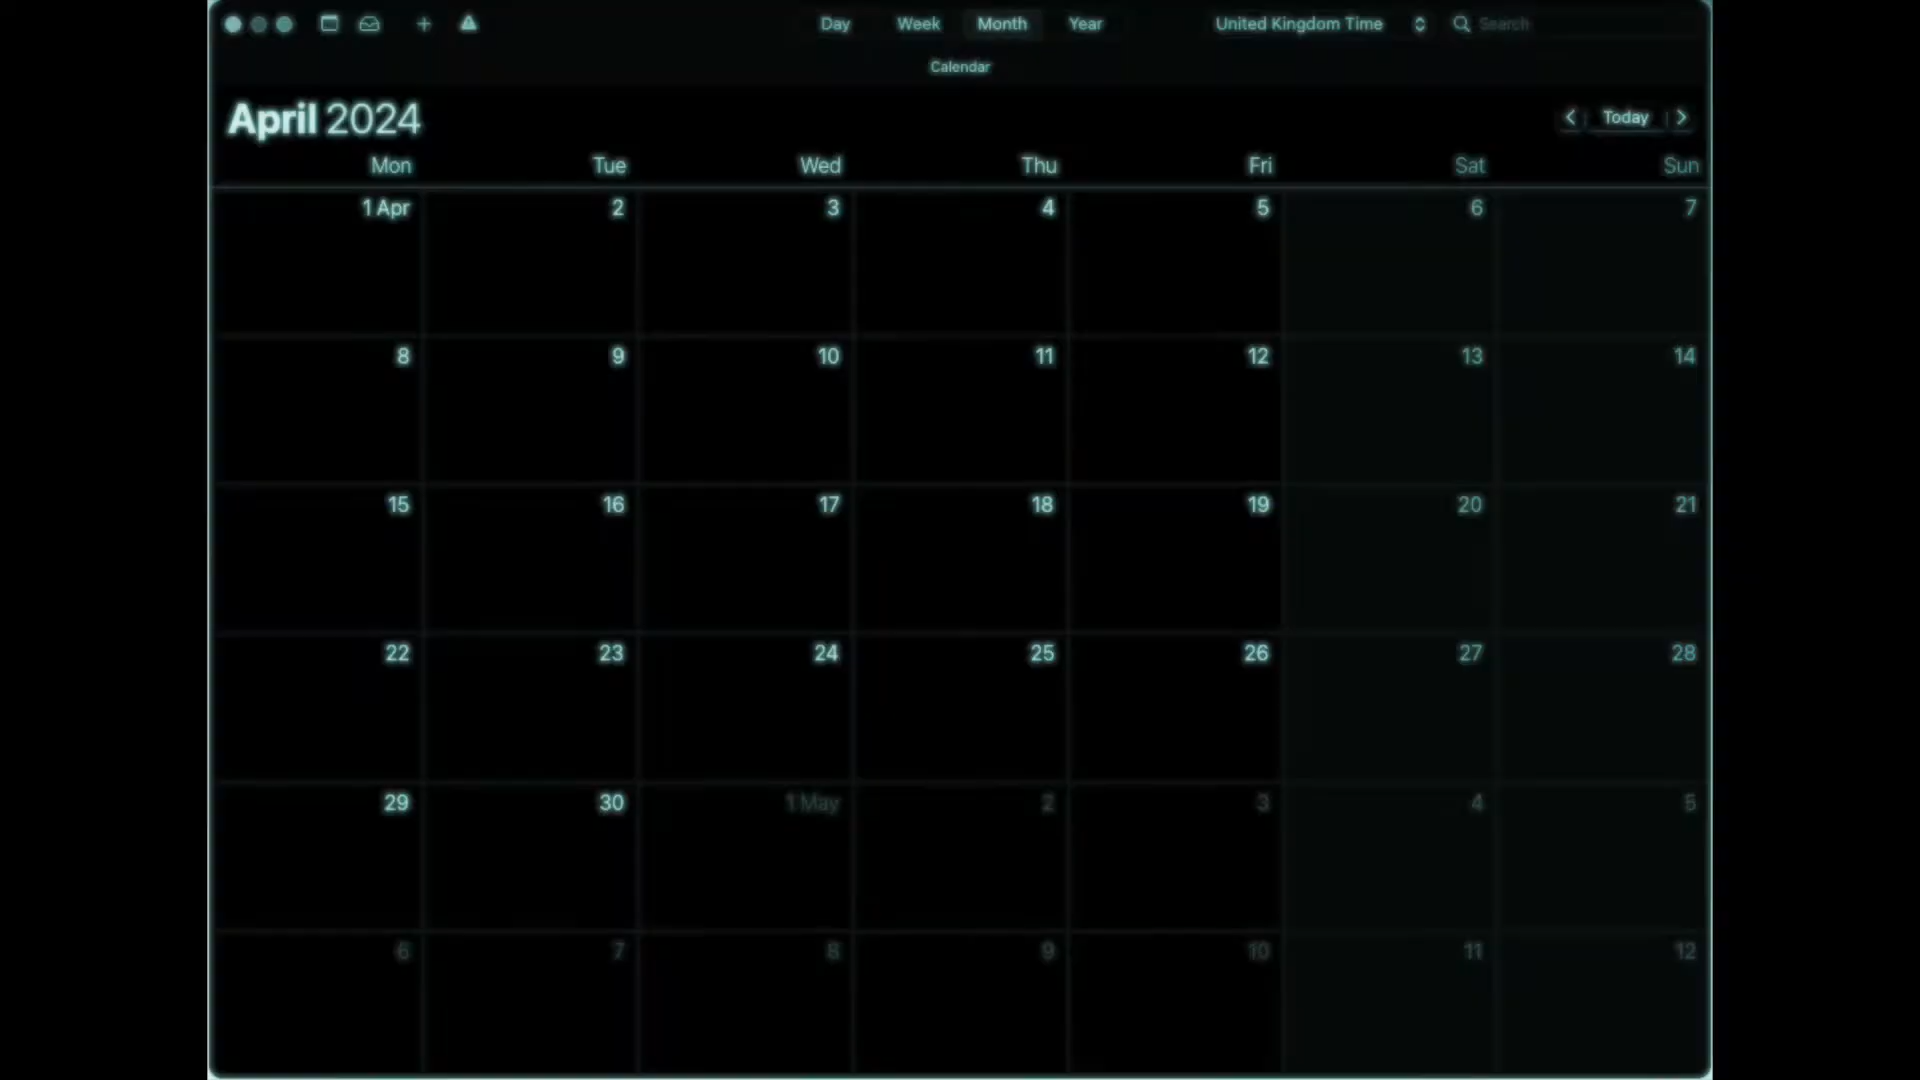 Day Week Month Year United Kingdom Time Search
Calendar
April 2024 Today
Mon Tue Wed Thu Fri Sat Sun
1 Apr 2 3 4 5 6 7
8 9 10 11 12 13 14
15 16 17 18 19 20 21
22 23 24 25 26 27 28
29 30 1 May 2 3 4 5
6 7 8 9 10 11 12